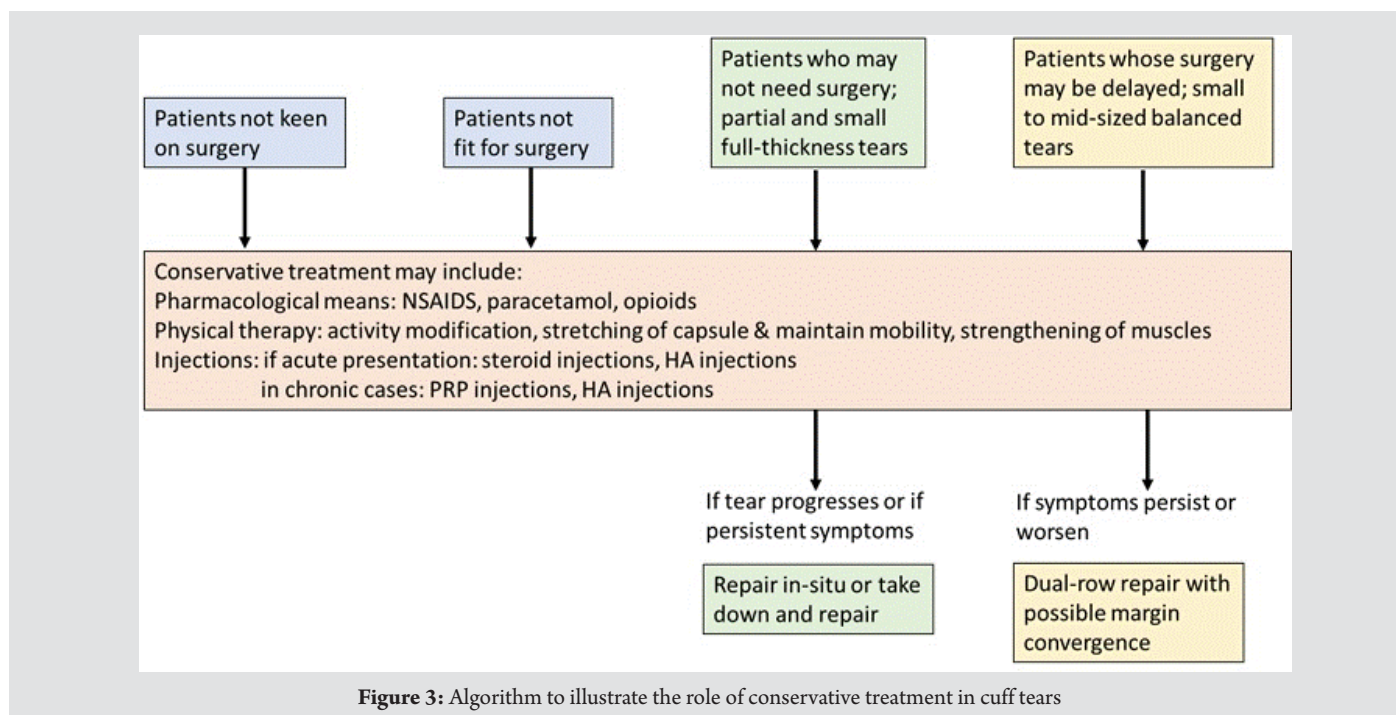 Patients not keen
on surgery
Patients not
fit for surgery
Patients who may
not need surgery;
partial and small
full-thickness tears
Patients whose surgery
may be delayed; small
to mid-sized balanced
tears
Conservative treatment may include:
Pharmacological means: NSAIDS, paracetamol, opioids
Physical therapy: activity modification, stretching of capsule & maintain mobility, strengthening of muscles
Injections: if acute presentation: steroid injections, HA injections
in chronic cases: PRP injections, HA injections
If tear progresses or if
persistent symptoms
Repair in-situ or take
down and repair
If symptoms persist or
worsen
Dual-row repair with
possible margin
convergence
Figure 3: Algorithm to illustrate the role of conservative treatment in cuff tears